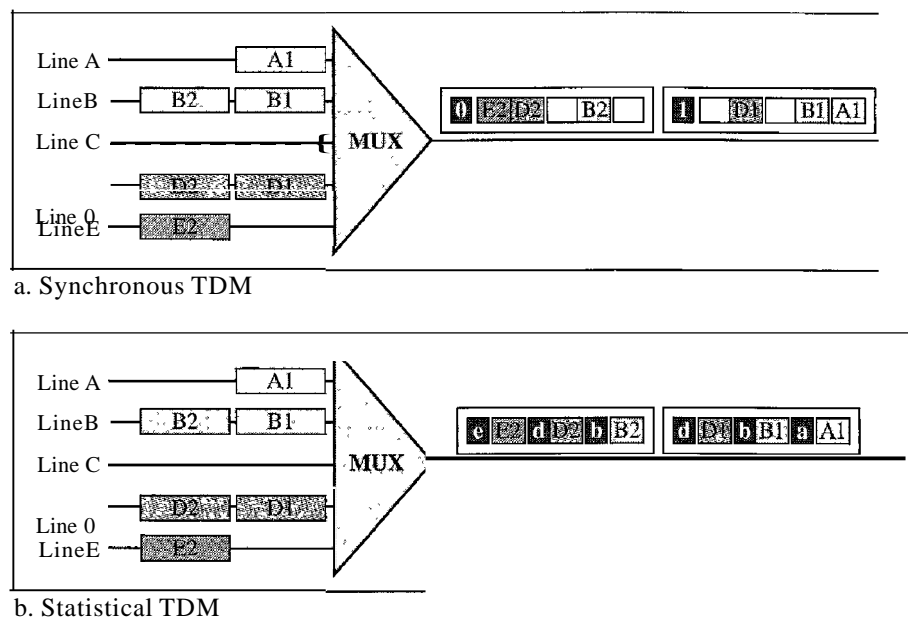 Line A A1
LineB B2 B1 0 E2 D2 B2 1 D1 B1 A1
Line C MUX
D2 D1
Line 0
LineE E2
a. Synchronous TDM
Line A A1
LineB B2 B1 e E2 d D2 b B2 d D1 b B1 a A1
Line C MUX
D2 D1
Line 0
LineE E2
b. Statistical TDM